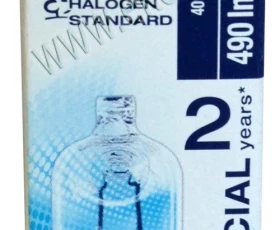 HALOGEN
STANDARD
40
490 lm
2
years*
CIAL